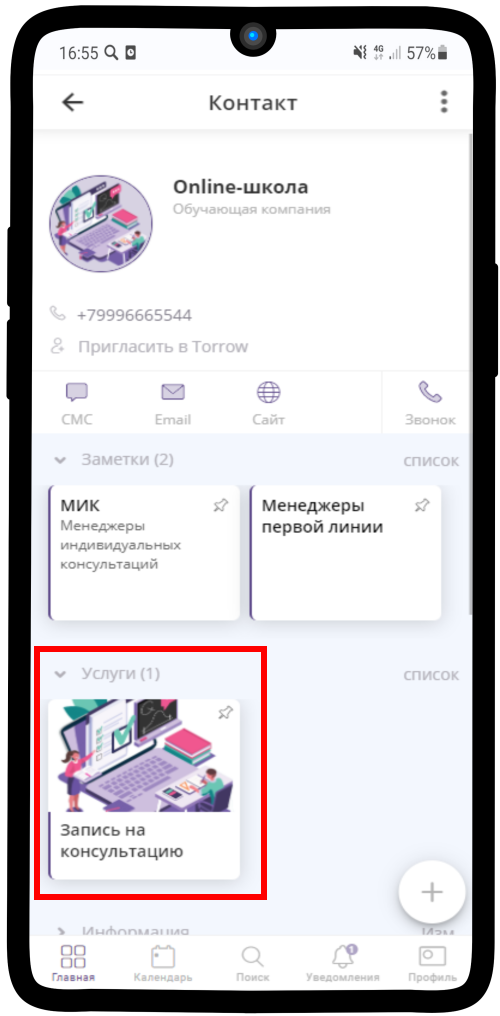 16:55 4G 57%
Контакт
Online-школа
Обучающая компания
+79996665544
Пригласить в Torrow
СМС Email Сайт Звонок
Заметки (2) список
МИК
Менеджеры
индивидуальных
консультаций
Менеджеры
первой линии
Услуги (1) список
Запись на
консультацию
Информация Изм
1
Главная Календарь Поиск Уведомления Профиль